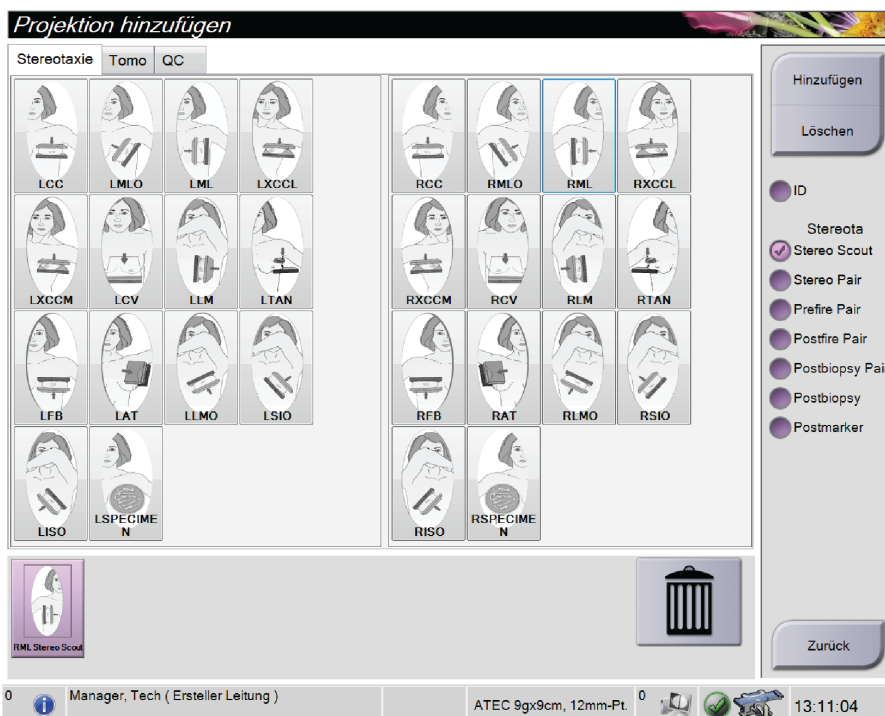 Projektion hinzufügen
Stereotaxie Tomo QC
LCC LMLO LML LXCCL RCC RMLO RML RXCCL
LXCCM LCV LLM LTAN RXCCM RCV RLM RTAN
LFB LAT LLMO LSIO RFB RAT RLMO RSIO
LISO LSPECIME
N RISO RSPECIME
N
Hinzufügen
Löschen
ID
Stereota
Stereo Scout
Stereo Pair
Prefire Pair
Postfire Pair
Postbiopsy Pair
Postbiopsy
Postmarker
RML Stereo Scout
Zurück
0 Manager, Tech ( Ersteller Leitung ) ATEC 9gx9cm, 12mm-Pt. 0 13:11:04